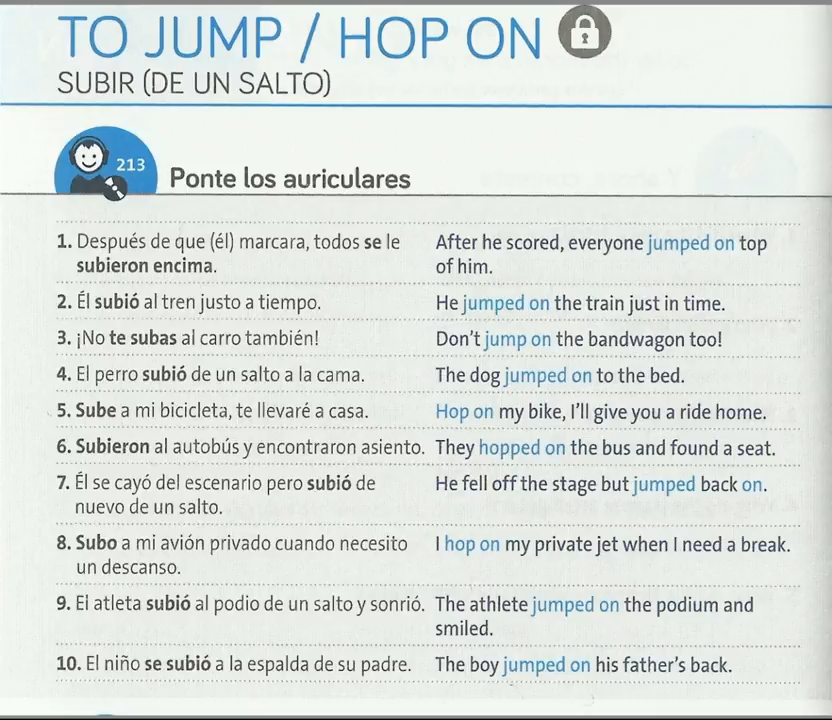 TO JUMP / HOP ON
SUBIR (DE UN SALTO)
213
Ponte los auriculares
1. Después de que (él) marcara, todos se le
subieron encima.
After he scored, everyone jumped on top
of him.
2. Él subió al tren justo a tiempo.
He jumped on the train just in time.
3. ¡No te subas al carro también!
Don't jump on the bandwagon too!
4. El perro subió de un salto a la cama.
The dog jumped on to the bed.
5. Sube a mi bicicleta, te llevaré a casa.
Hop on my bike, I'll give you a ride home.
6. Subieron al autobús y encontraron asiento.
They hopped on the bus and found a seat.
7. Él se cayó del escenario pero subió de
nuevo de un salto.
He fell off the stage but jumped back on.
8. Subo a mi avión privado cuando necesito
un descanso.
I hop on my private jet when I need a break.
9. El atleta subió al podio de un salto y sonrió.
The athlete jumped on the podium and
smiled.
10. El niño se subió a la espalda de su padre.
The boy jumped on his father's back.